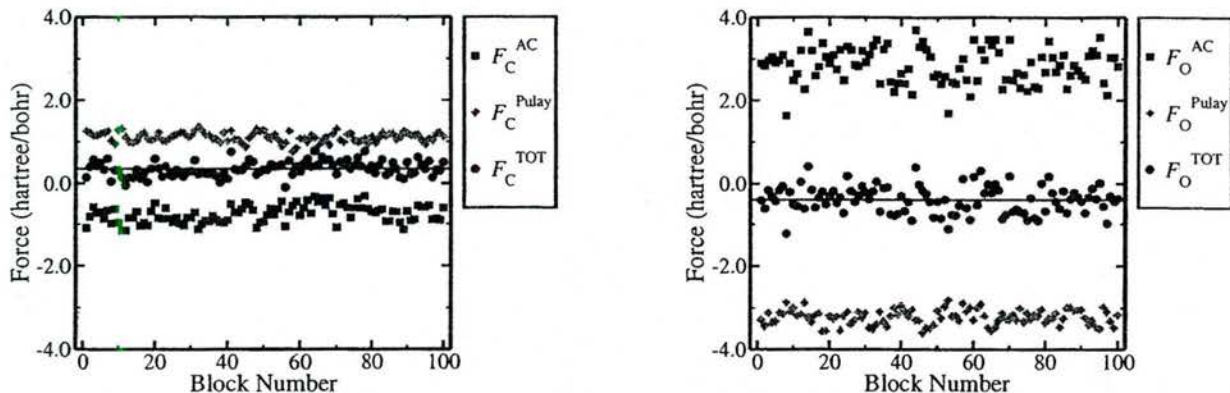 4.0
2.0
0.0
-2.0
-4.0
Force (hartree/bohr)
0 20 40 60 80 100
Block Number
F_C^AC
F_C^Pulay
F_C^TOT
4.0
2.0
0.0
-2.0
-4.0
Force (hartree/bohr)
0 20 40 60 80 100
Block Number
F_O^AC
F_O^Pulay
F_O^TOT